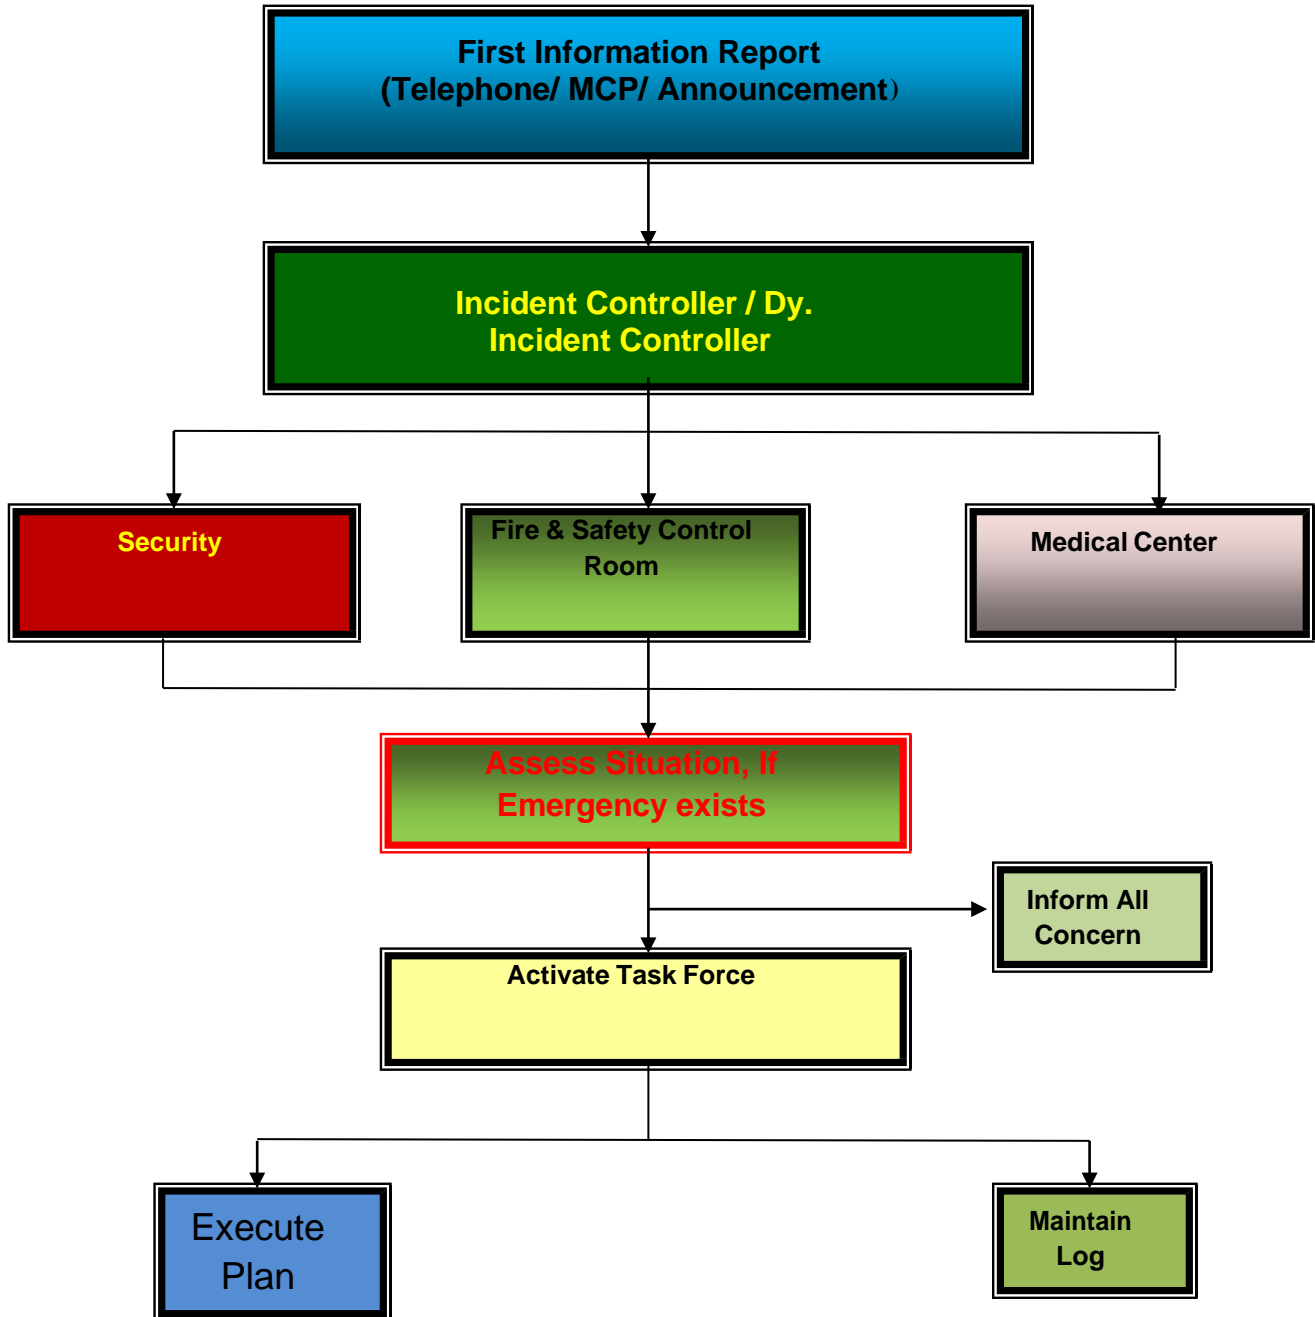 First Information Report
(Telephone/ MCP/ Announcement)
Incident Controller / Dy.
Incident Controller
Security
Fire & Safety Control
Room
Medical Center
Assess Situation, If
Emergency exists
Inform All
Concern
Activate Task Force
Execute
Plan
Maintain
Log